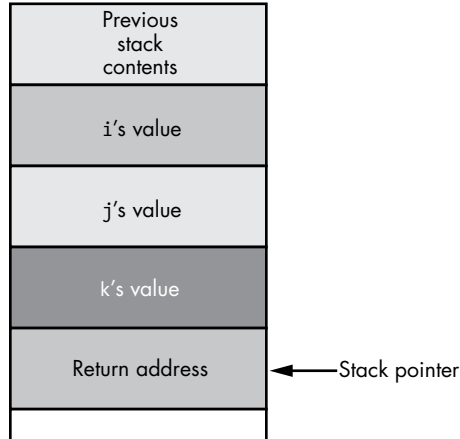 Previous
stack
contents
i’s value
j’s value
k’s value
Return address
Stack pointer